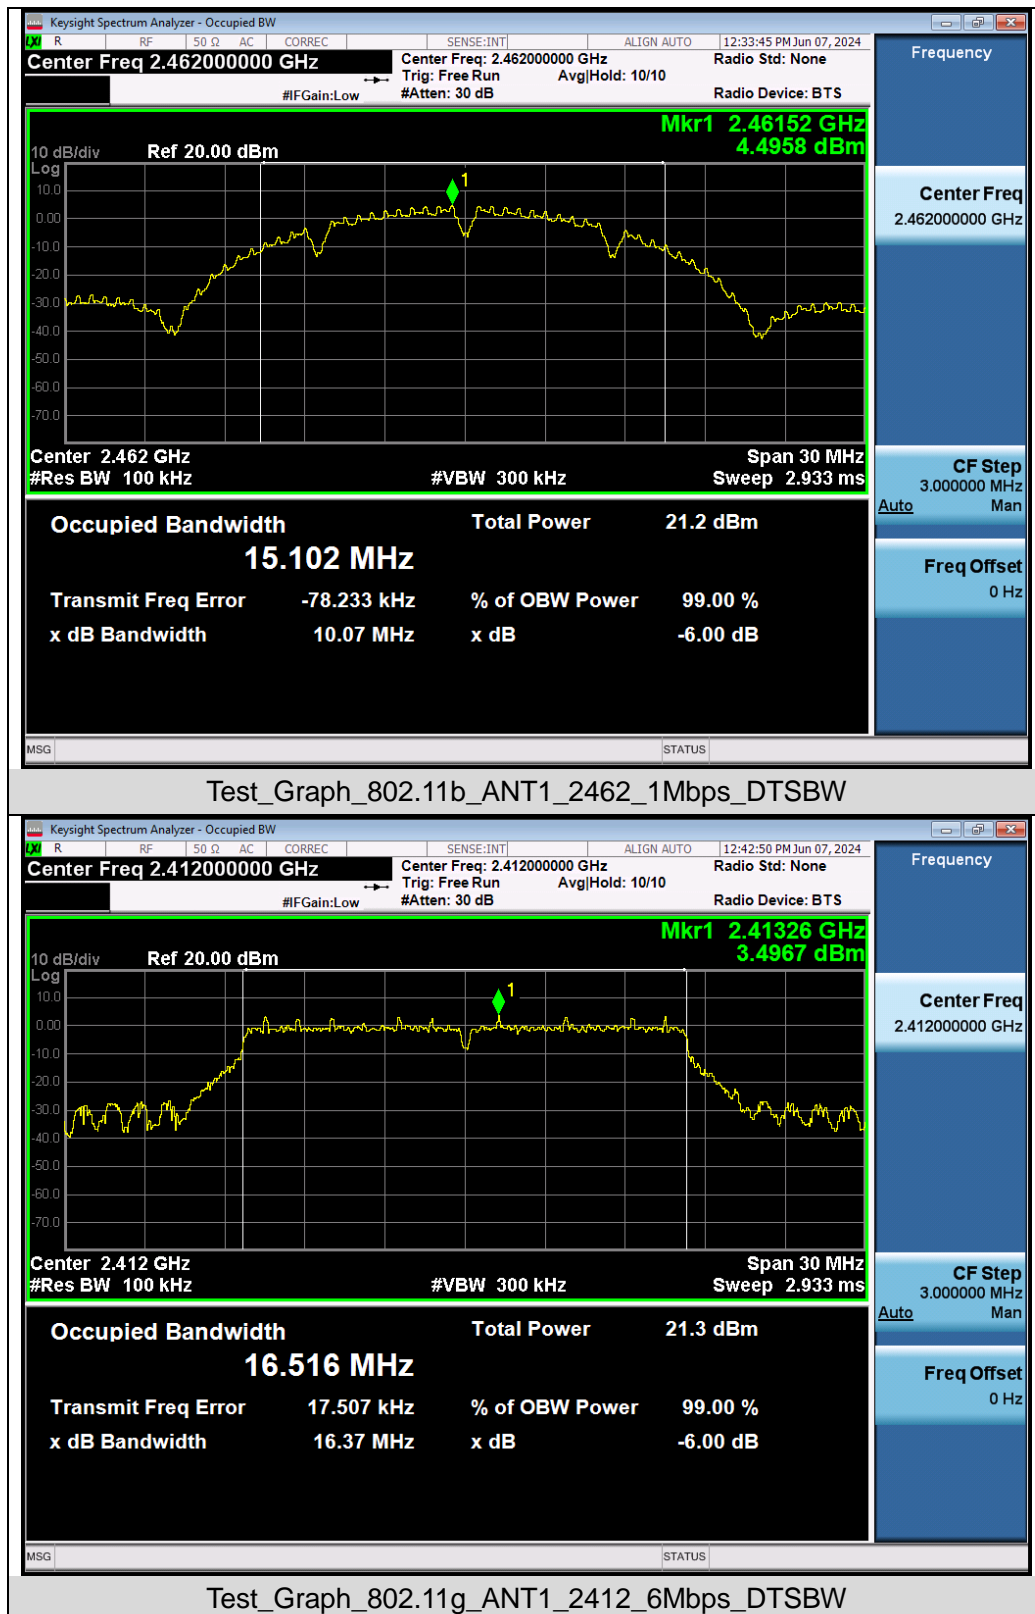 Keysight Spectrum Analyzer - Occupied BW
LXI R RF 50 Ω AC CORREC SENSE:INT ALIGN AUTO 12:33:45 PM Jun 07, 2024
Center Freq 2.462000000 GHz
Center Freq: 2.462000000 GHz
Radio Std: None
Trig: Free Run Avg|Hold: 10/10
#IFGain:Low #Atten: 30 dB Radio Device: BTS
Mkr1 2.46152 GHz
4.4958 dBm
10 dB/div Ref 20.00 dBm
Log
10.0
0.00
-10.0
-20.0
-30.0
-40.0
-50.0
-60.0
-70.0
1
Center 2.462 GHz Span 30 MHz
#Res BW 100 kHz #VBW 300 kHz Sweep 2.933 ms
Occupied Bandwidth Total Power 21.2 dBm
15.102 MHz
Transmit Freq Error -78.233 kHz % of OBW Power 99.00 %
x dB Bandwidth 10.07 MHz x dB -6.00 dB
MSG STATUS
Frequency
Center Freq
2.462000000 GHz
CF Step
3.000000 MHz
Auto Man
Freq Offset
0 Hz
Test_Graph_802.11b_ANT1_2462_1Mbps_DTSBW
Keysight Spectrum Analyzer - Occupied BW
LXI R RF 50 Ω AC CORREC SENSE:INT ALIGN AUTO 12:42:50 PM Jun 07, 2024
Center Freq 2.412000000 GHz
Center Freq: 2.412000000 GHz
Radio Std: None
Trig: Free Run Avg|Hold: 10/10
#IFGain:Low #Atten: 30 dB Radio Device: BTS
Mkr1 2.41326 GHz
3.4967 dBm
10 dB/div Ref 20.00 dBm
Log
10.0
0.00
-10.0
-20.0
-30.0
-40.0
-50.0
-60.0
-70.0
1
Center 2.412 GHz Span 30 MHz
#Res BW 100 kHz #VBW 300 kHz Sweep 2.933 ms
Occupied Bandwidth Total Power 21.3 dBm
16.516 MHz
Transmit Freq Error 17.507 kHz % of OBW Power 99.00 %
x dB Bandwidth 16.37 MHz x dB -6.00 dB
MSG STATUS
Frequency
Center Freq
2.412000000 GHz
CF Step
3.000000 MHz
Auto Man
Freq Offset
0 Hz
Test_Graph_802.11g_ANT1_2412_6Mbps_DTSBW